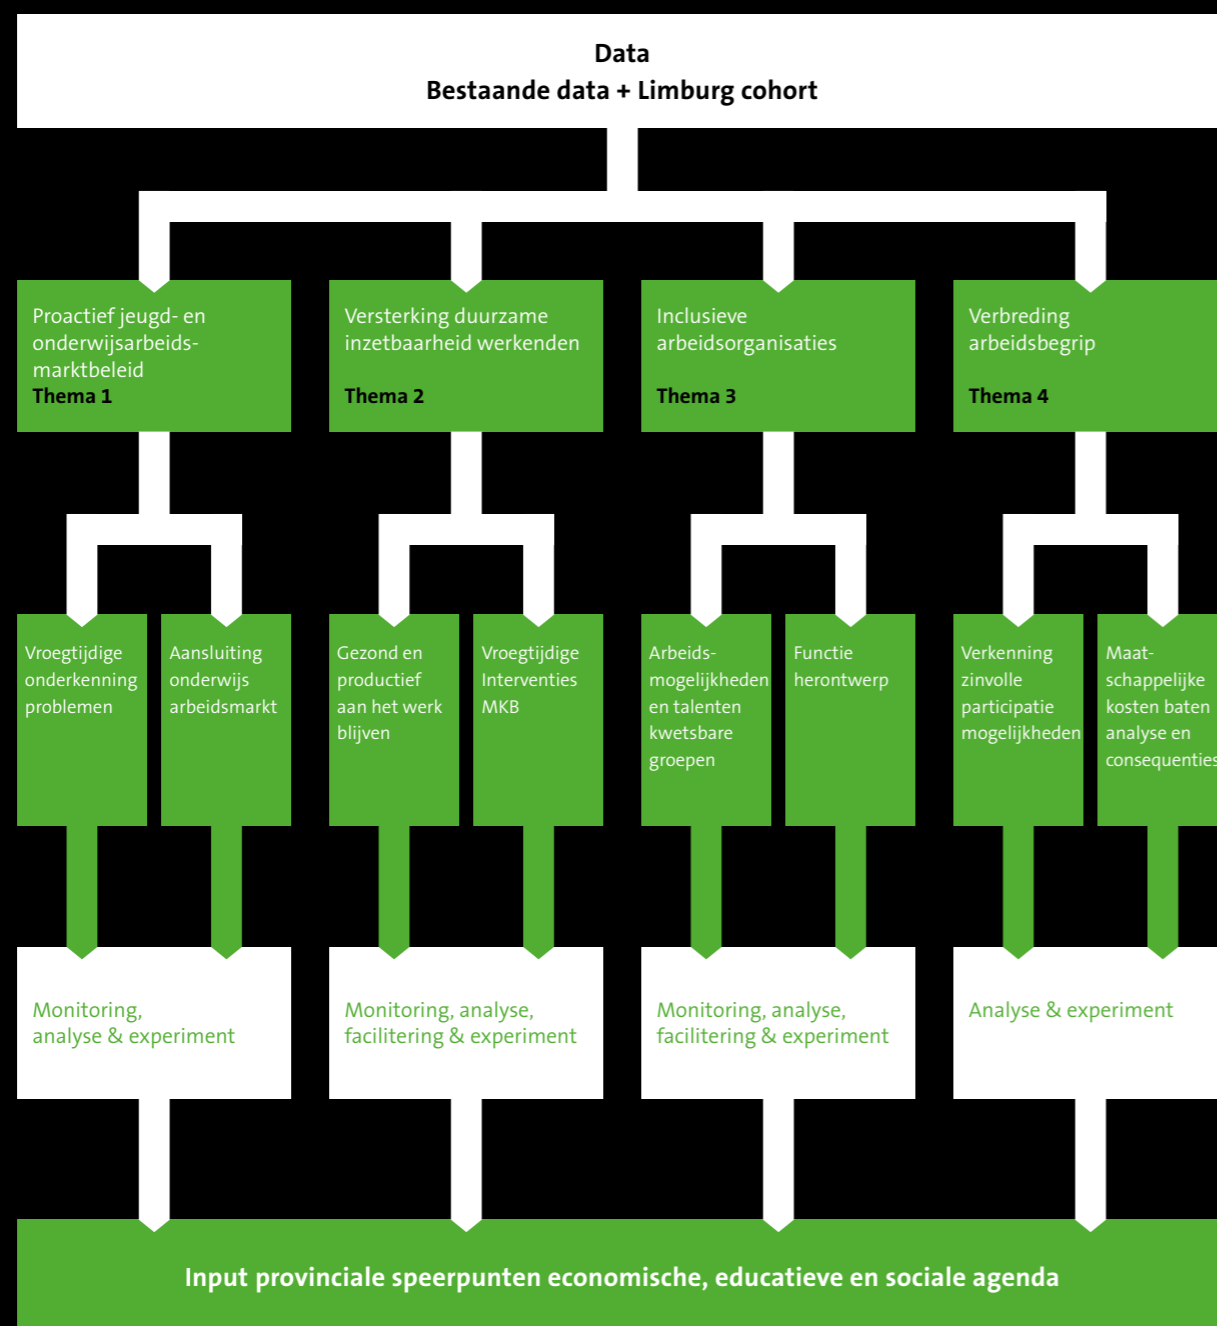 Data
Bestaande data + Limburg cohort
Proactief jeugd- en
onderwijsarbeids-
marktbeleid
Thema 1
Versterking duurzame
inzetbaarheid werkenden
Thema 2
Inclusieve
arbeidsorganisaties
Thema 3
Verbreding
arbeidsbegrip
Thema 4
Vroegtijdige
onderkenning
problemen
Aansluiting
onderwijs
arbeidsmarkt
Gezond en
productief
aan het werk
blijven
Vroegtijdige
Interventies
MKB
Arbeids-
mogelijkheden
en talenten
kwetsbare
groepen
Functie
herontwerp
Verkenning
zinvolle
participatie
mogelijkheden
Maat-
schappelijke
kosten baten
analyse en
consequenties
Monitoring,
analyse & experiment
Monitoring, analyse,
facilitering & experiment
Monitoring, analyse,
facilitering & experiment
Analyse & experiment
Input provinciale speerpunten economische, educatieve en sociale agenda